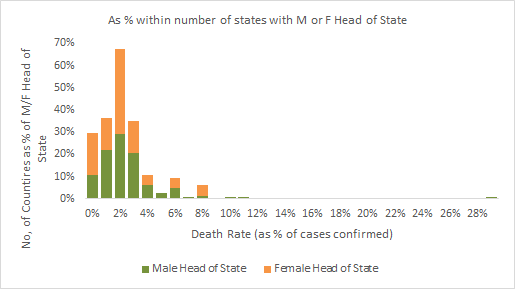 As % within number of states with M or F Head of State
No, of Countires as % of M/F Head of
State
70%
60%
50%
40%
30%
20%
10%
0%
0% 2% 4% 6% 8% 10% 12% 14% 16% 18% 20% 22% 24% 26% 28%
Death Rate (as % of cases confirmed)
Male Head of State Female Head of State